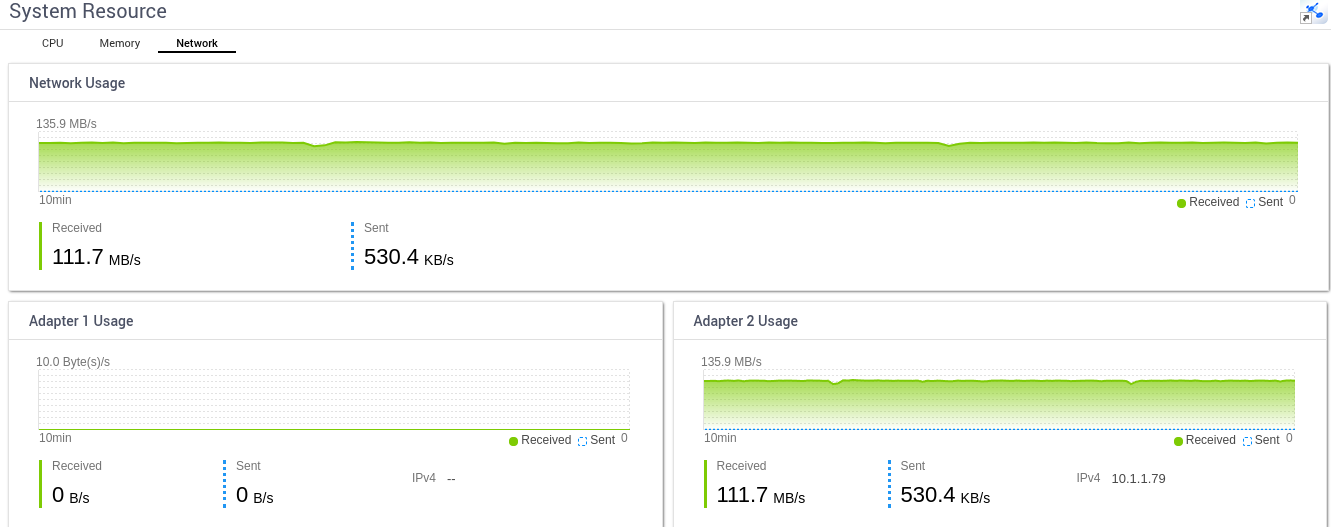 System Resource
CPU Memory Network
Network Usage
135.9 MB/s
10min
Received Sent 0
Received Sent
111.7 MB/s 530.4 KB/s
Adapter 1 Usage
10.0 Byte(s)/s
10min
Received Sent 0
Received Sent IPv4 --
0 B/s 0 B/s
Adapter 2 Usage
135.9 MB/s
10min
Received Sent 0
Received Sent IPv4 10.1.1.79
111.7 MB/s 530.4 KB/s